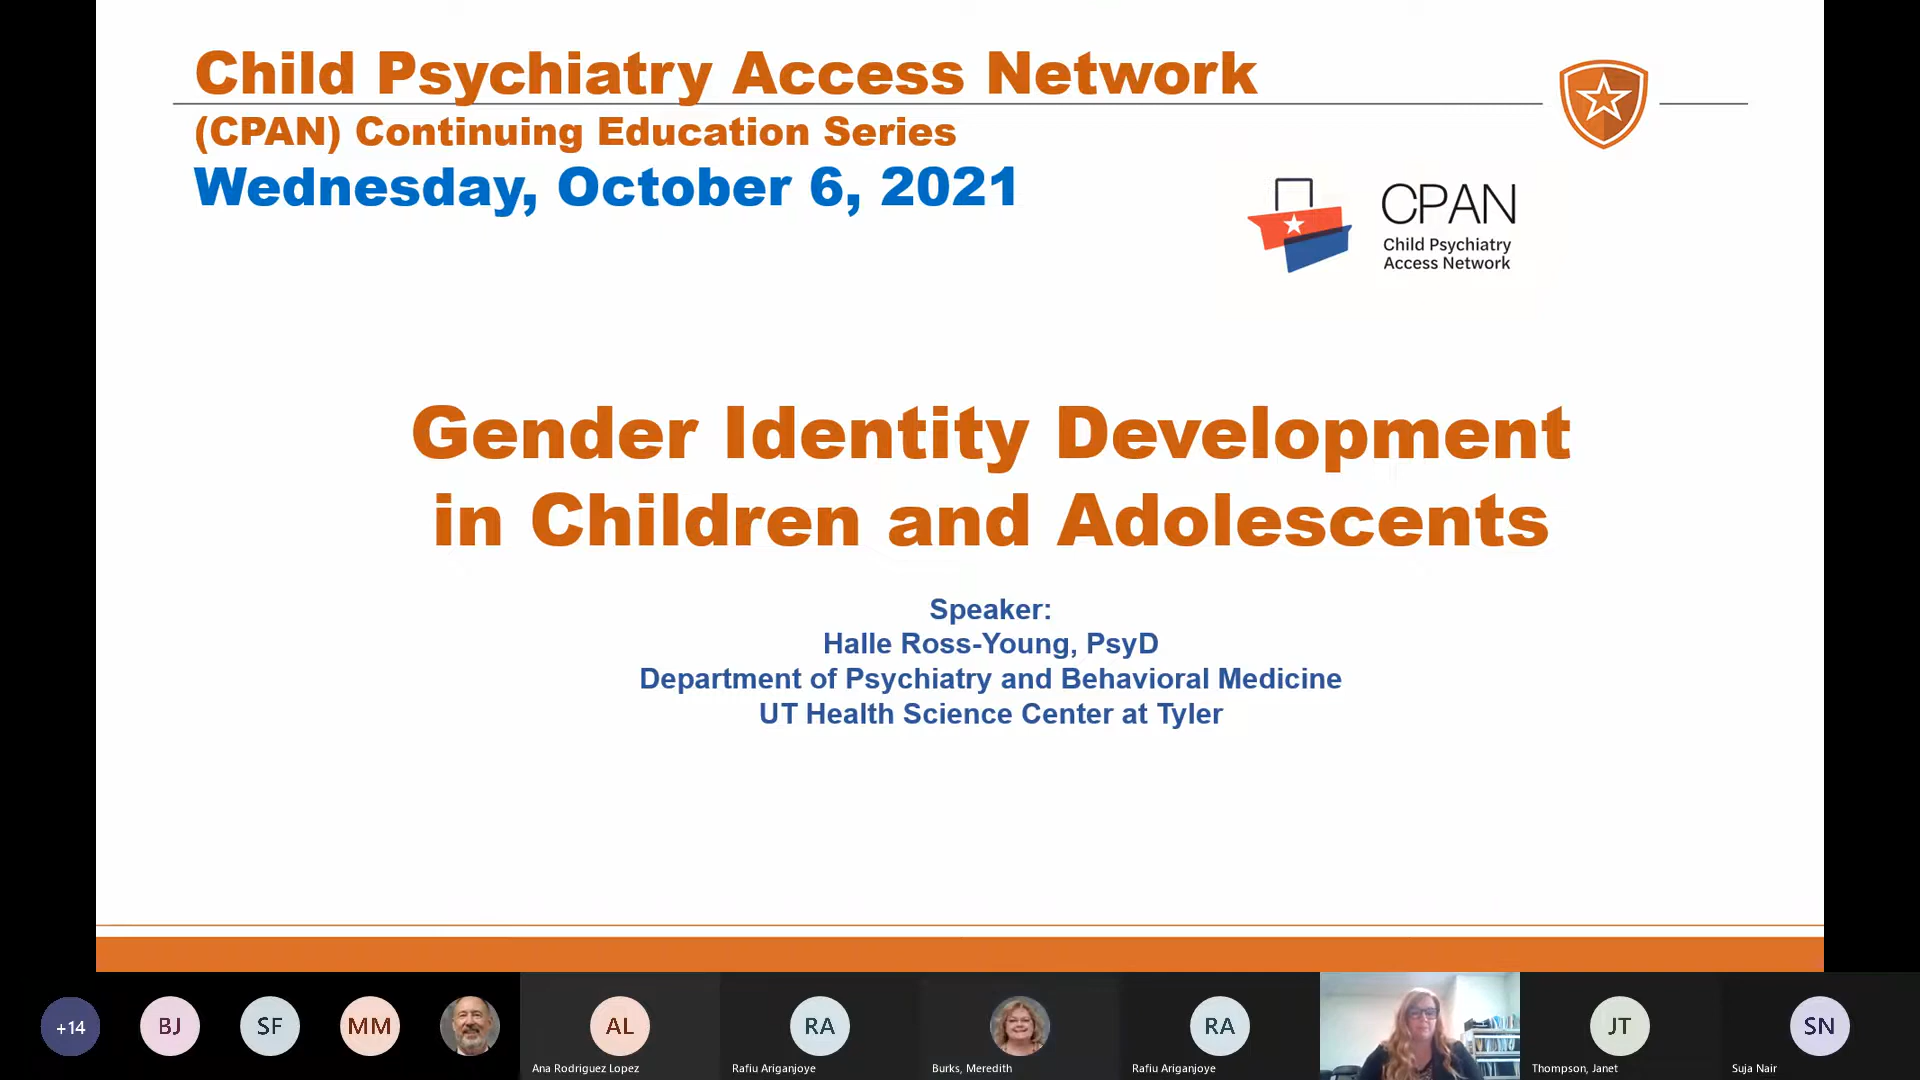 Child Psychiatry Access Network
(CPAN) Continuing Education Series
Wednesday, October 6, 2021
CPAN
Child Psychiatry
Access Network
Gender Identity Development
in Children and Adolescents
Speaker:
Halle Ross-Young, PsyD
Department of Psychiatry and Behavioral Medicine
UT Health Science Center at Tyler
+14
BJ
SF
MM
AL
Ana Rodriguez Lopez
RA
Rafiu Ariganjoye
Burks, Meredith
RA
Rafiu Ariganjoye
JT
Thompson, Janet
SN
Suja Nair